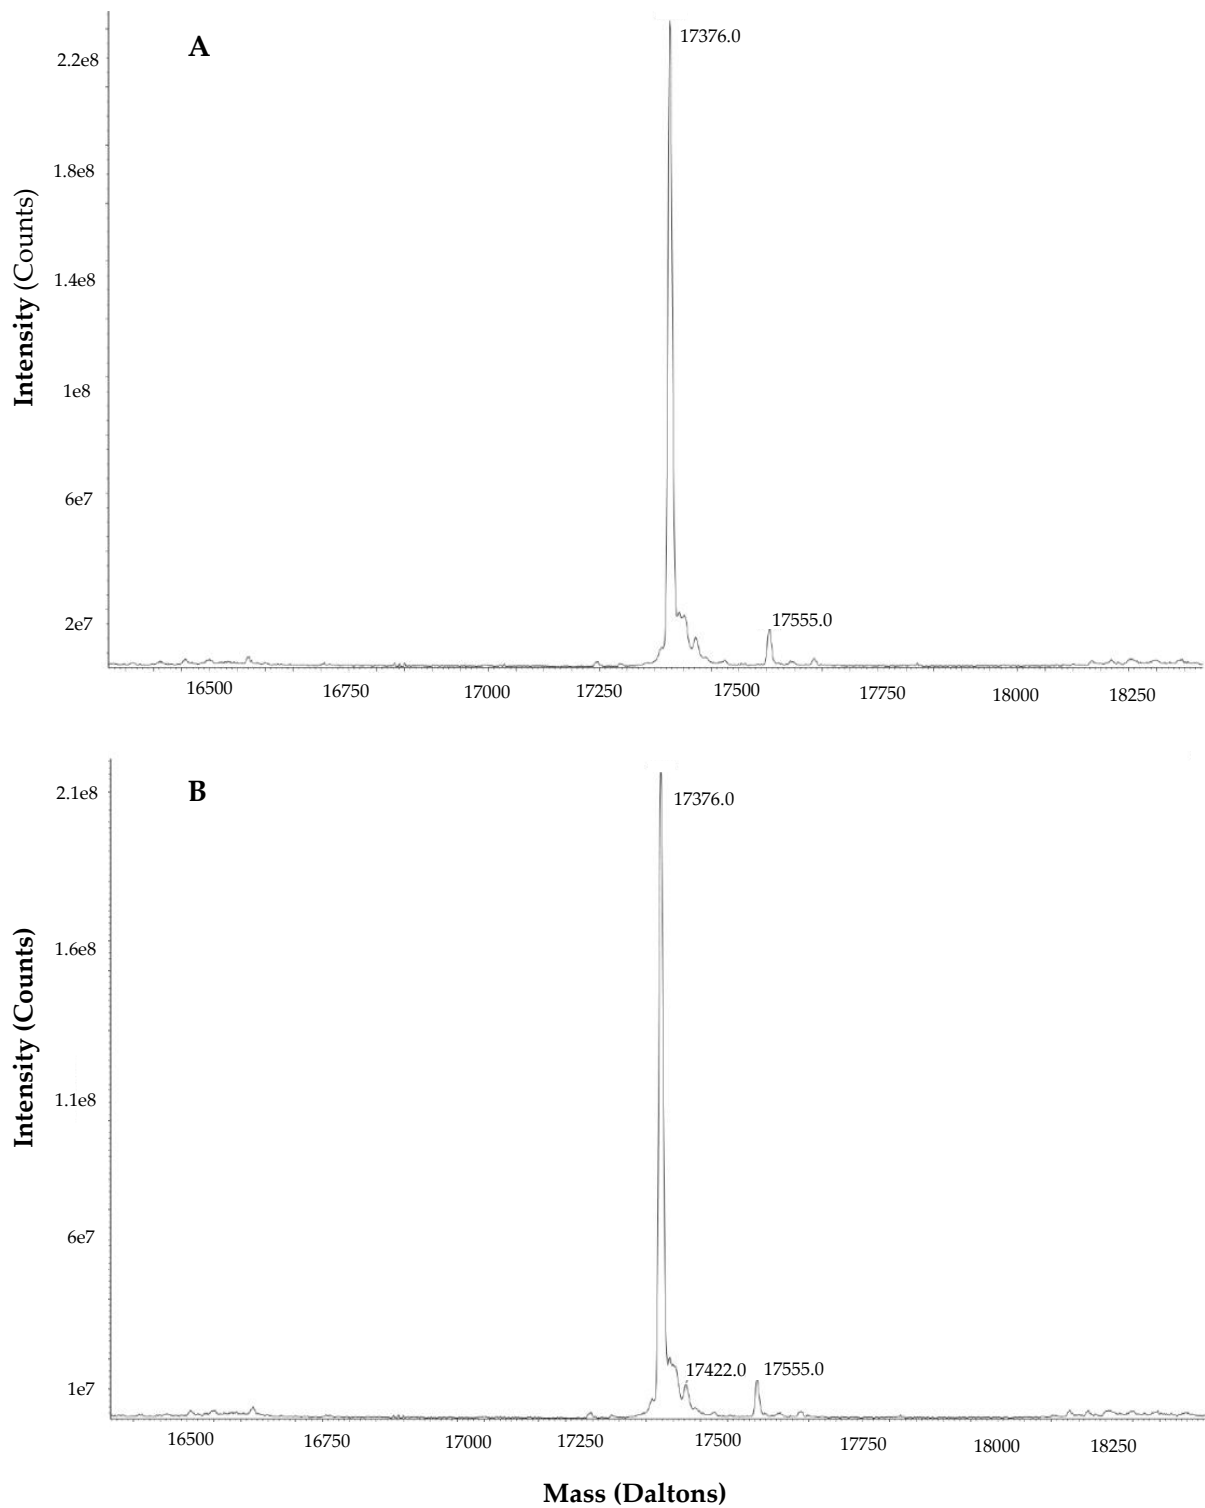 A
17376.0
2.2e8
1.8e8
1.4e8
1e8
6e7
2e7
Intensity (Counts)
17555.0
16500 16750 17000 17250 17500 17750 18000 18250
B
17376.0
2.1e8
1.6e8
1.1e8
6e7
1e7
Intensity (Counts)
17422.0 17555.0
16500 16750 17000 17250 17500 17750 18000 18250
Mass (Daltons)